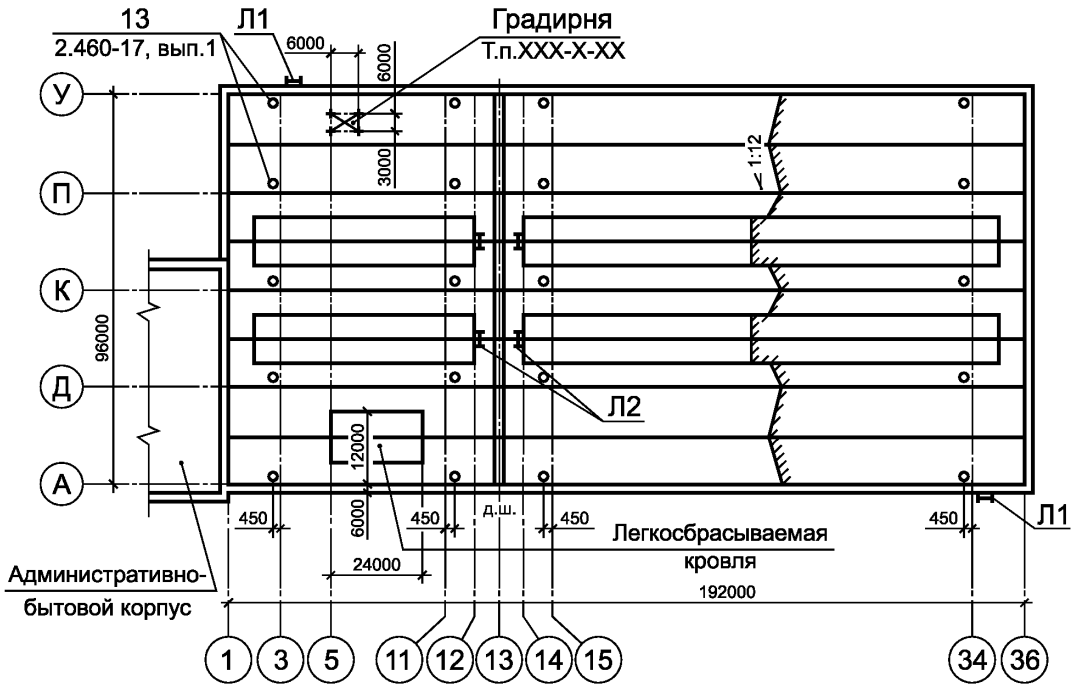 13
2.460-17, вып.1
Л1
6000
Градирня
Т.п.XXX-X-XX
6000
3000
У
П
К
Д
А
96000
1:12
Л2
12000
6000
24000
450
450
д.ш.
450
450
Л1
Легкосбрасываемая
кровля
192000
Административно-
бытовой корпус
1
3
5
11
12
13
14
15
34
36